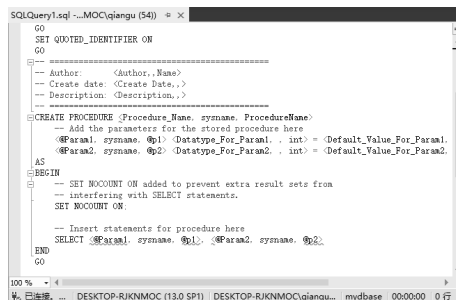 SQLQuery1.sql -...MOC\qiangu (54))
GO
SET QUOTED_IDENTIFIER ON
GO
-- =============================================
-- Author: <Author,,Name>
-- Create date: <Create Date,,>
-- Description: <Description,,>
-- =============================================
CREATE PROCEDURE <Procedure_Name, sysname, ProcedureName>
-- Add the parameters for the stored procedure here
<@Param1, sysname, @p1> <Datatype_For_Param1, , int> = <Default_Value_For_Param1,
<@Param2, sysname, @p2> <Datatype_For_Param2, , int> = <Default_Value_For_Param2,
AS
BEGIN
-- SET NOCOUNT ON added to prevent extra result sets from
-- interfering with SELECT statements.
SET NOCOUNT ON;
-- Insert statements for procedure here
SELECT <@Param1, sysname, @p1>, <@Param2, sysname, @p2>
END
GO
100 %
已连接。... DESKTOP-RJKNMOC (13.0 SP1) DESKTOP-RJKNMOC\qiangu... mydbase 00:00:00 0 行